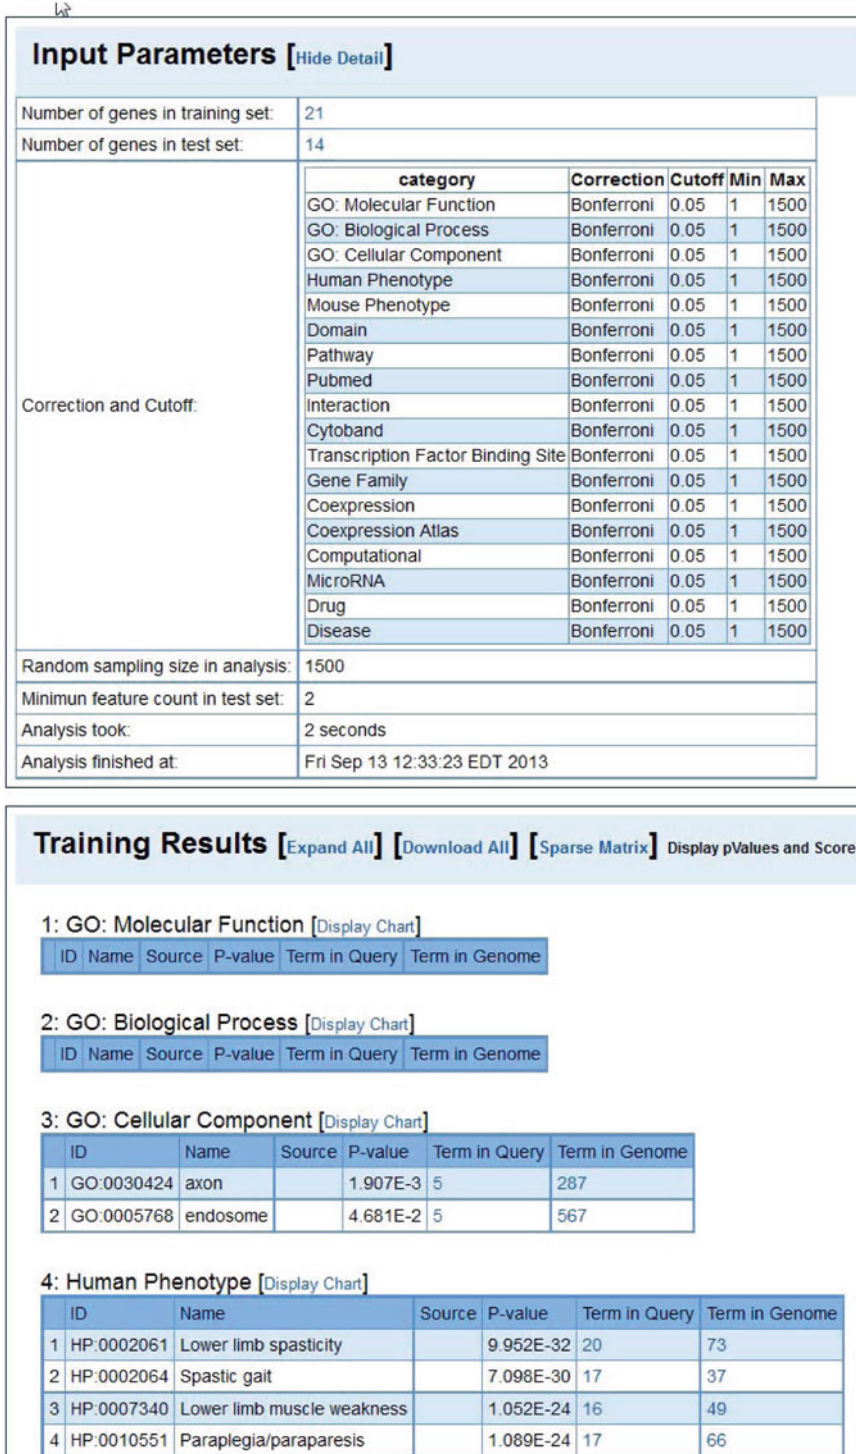 Input Parameters [Hide Detail]
Number of genes in training set: 21
Number of genes in test set: 14
Correction and Cutoff:
category Correction Cutoff Min Max
GO: Molecular Function Bonferroni 0.05 1 1500
GO: Biological Process Bonferroni 0.05 1 1500
GO: Cellular Component Bonferroni 0.05 1 1500
Human Phenotype Bonferroni 0.05 1 1500
Mouse Phenotype Bonferroni 0.05 1 1500
Domain Bonferroni 0.05 1 1500
Pathway Bonferroni 0.05 1 1500
Pubmed Bonferroni 0.05 1 1500
Interaction Bonferroni 0.05 1 1500
Cytoband Bonferroni 0.05 1 1500
Transcription Factor Binding Site Bonferroni 0.05 1 1500
Gene Family Bonferroni 0.05 1 1500
Coexpression Bonferroni 0.05 1 1500
Coexpression Atlas Bonferroni 0.05 1 1500
Computational Bonferroni 0.05 1 1500
MicroRNA Bonferroni 0.05 1 1500
Drug Bonferroni 0.05 1 1500
Disease Bonferroni 0.05 1 1500
Random sampling size in analysis: 1500
Minimun feature count in test set: 2
Analysis took: 2 seconds
Analysis finished at: Fri Sep 13 12:33:23 EDT 2013
Training Results [Expand All] [Download All] [Sparse Matrix] Display pValues and Score
1: GO: Molecular Function [Display Chart]
ID Name Source P-value Term in Query Term in Genome
2: GO: Biological Process [Display Chart]
ID Name Source P-value Term in Query Term in Genome
3: GO: Cellular Component [Display Chart]
ID Name Source P-value Term in Query Term in Genome
1 GO:0030424 axon 1.907E-3 5 287
2 GO:0005768 endosome 4.681E-2 5 567
4: Human Phenotype [Display Chart]
ID Name Source P-value Term in Query Term in Genome
1 HP:0002061 Lower limb spasticity 9.952E-32 20 73
2 HP:0002064 Spastic gait 7.098E-30 17 37
3 HP:0007340 Lower limb muscle weakness 1.052E-24 16 49
4 HP:0010551 Paraplegia/paraparesis 1.089E-24 17 66